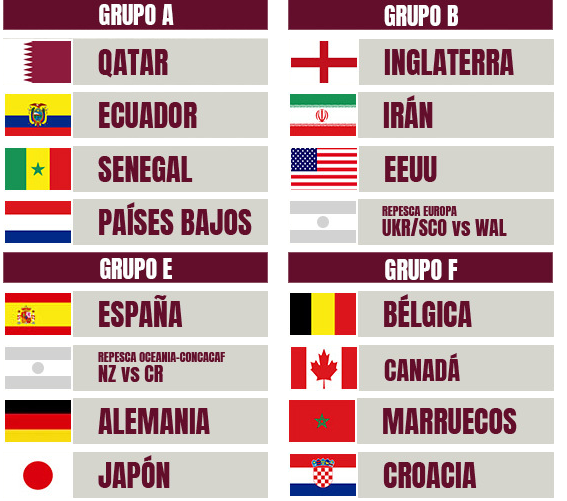 GRUPO A
QATAR
ECUADOR
SENEGAL
PAÍSES BAJOS
GRUPO B
INGLATERRA
IRÁN
EEUU
REPESCA EUROPA
UKR/SCO vs WAL
GRUPO E
ESPAÑA
REPESCA OCEANIA-CONCACAF
NZ vs CR
ALEMANIA
JAPÓN
GRUPO F
BÉLGICA
CANADÁ
MARRUECOS
CROACIA